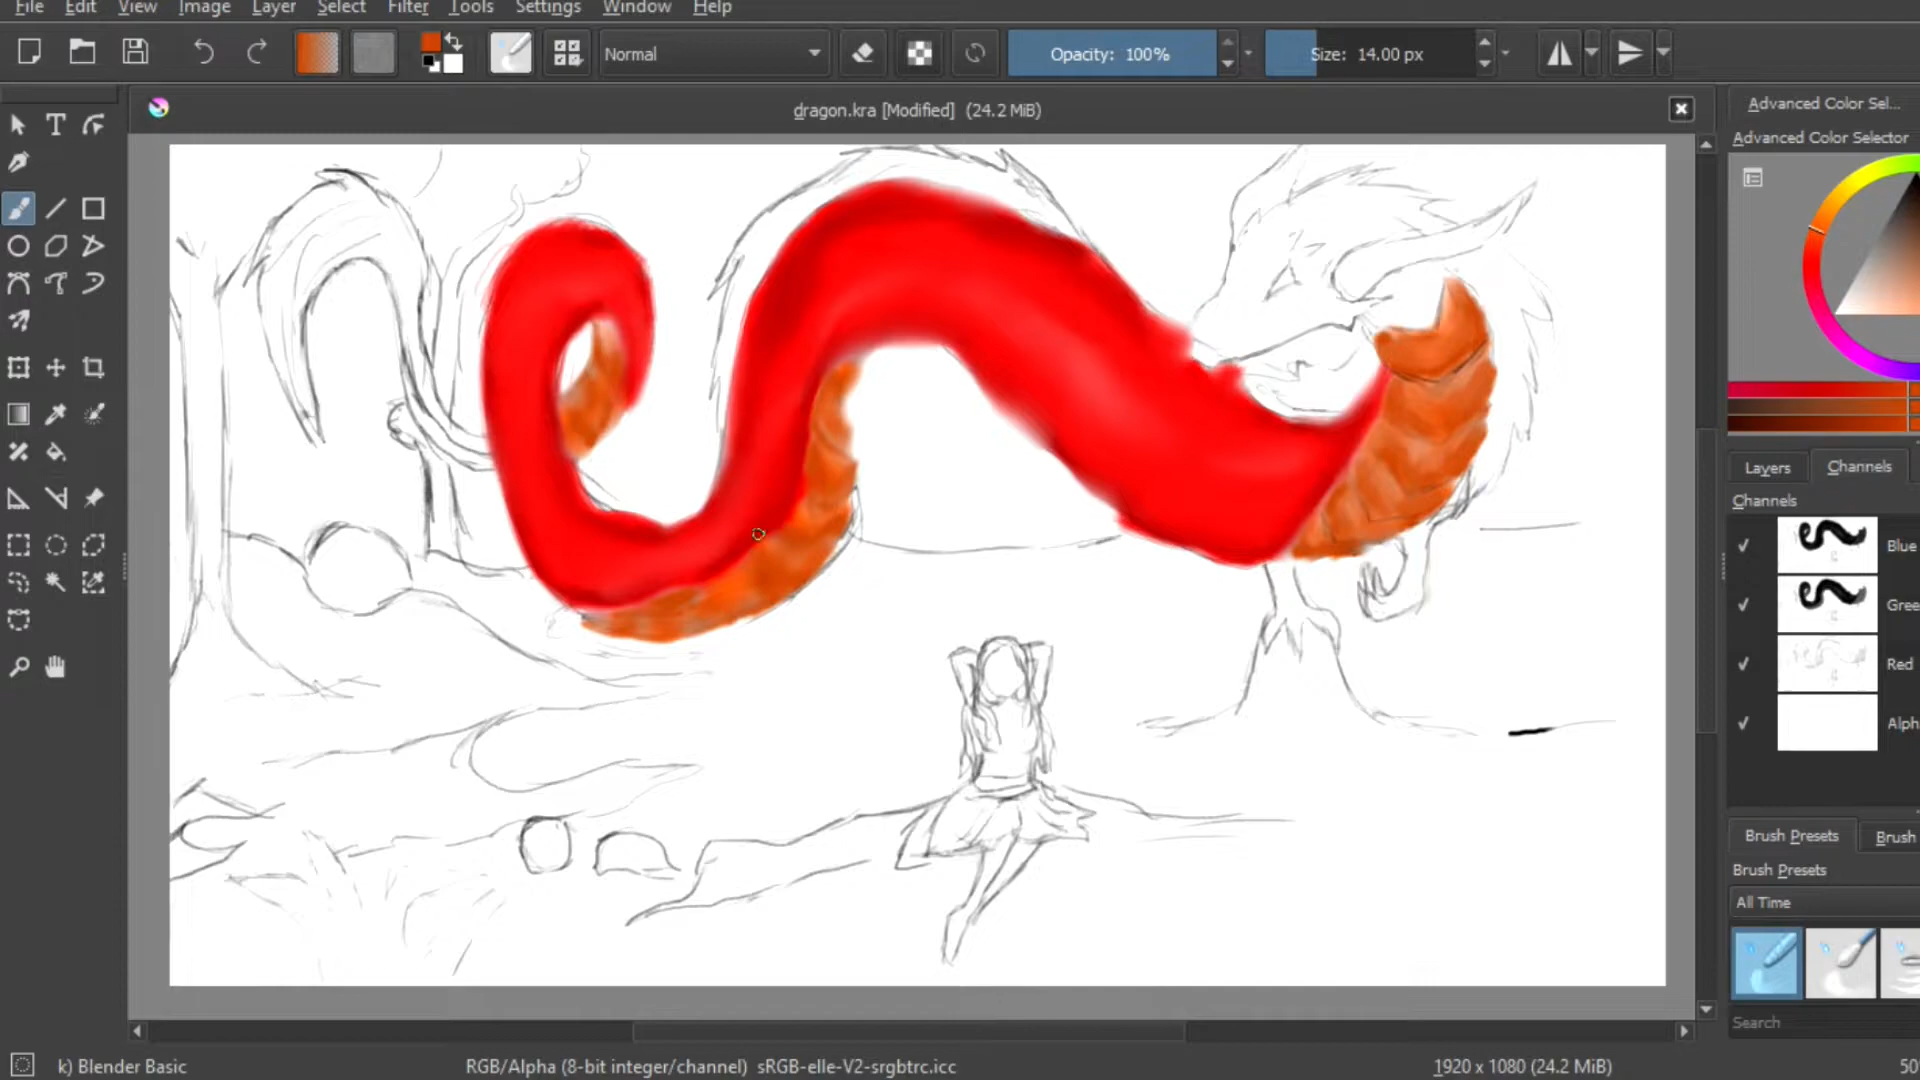 File Edit View Image Layer Select Filter Tools Settings Window Help
Normal Opacity: 100% Size: 14.00 px
dragon.kra [Modified] (24.2 MiB)
Advanced Color Sel...
Advanced Color Selector
Layers Channels
Channels
Blue
Gree
Red
Alph
Brush Presets Brush
Brush Presets
All Time
Search
k) Blender Basic RGB/Alpha (8-bit integer/channel) sRGB-elle-V2-srgbtrc.icc 1920 x 1080 (24.2 MiB) 50